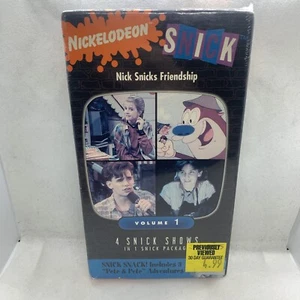 NICKELODEON
SNICK
Nick Snicks Friendship
VOLUME 1
4 SNICK SHOWS
IN 1 SNICK PACKAGE
PREVIOUSLY
VIEWED
4.99
SNICK SNACK! Includes a
"Pete & Pete" Adventure